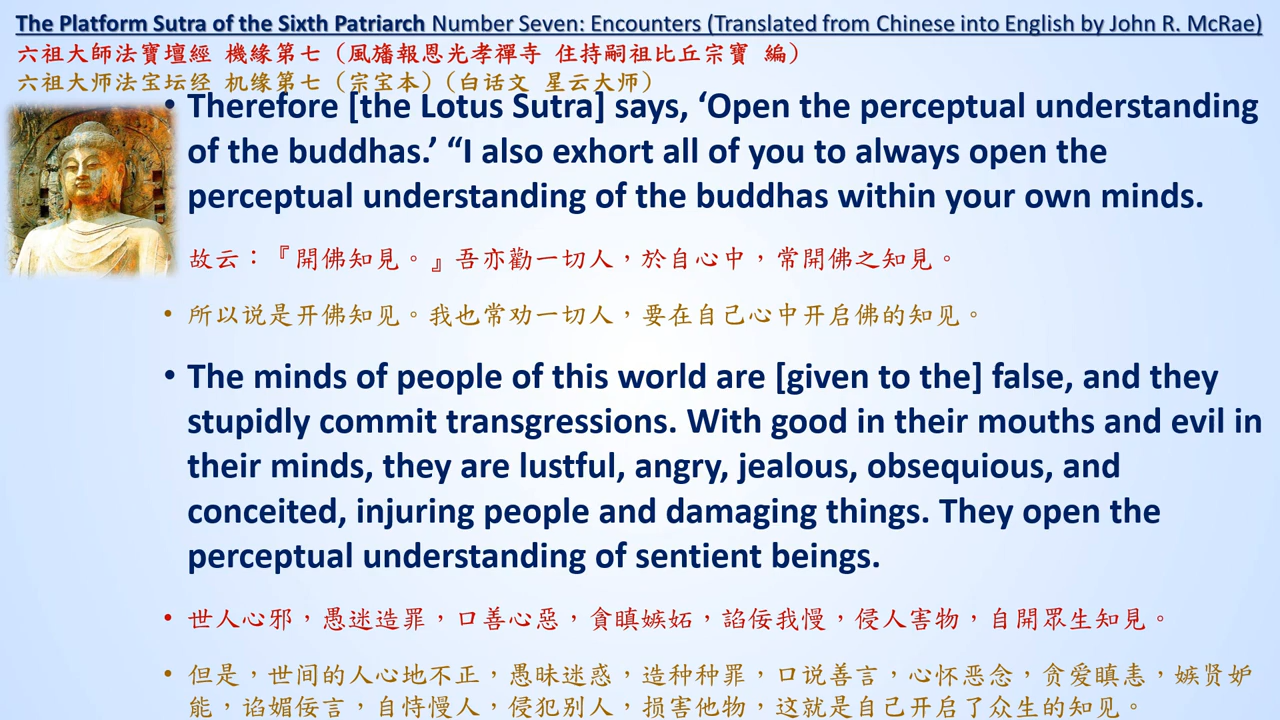 The Platform Sutra of the Sixth Patriarch Number Seven: Encounters (Translated from Chinese into English by John R. McRae)
六祖大師法寶壇經 機緣第七（風旛報恩光孝禪寺 住持嗣祖比丘宗寶 編）
六祖大师法宝坛经 机缘第七（宗宝本）（白话文 星云大师）
• Therefore [the Lotus Sutra] says, ‘Open the perceptual understanding
of the buddhas.’ “I also exhort all of you to always open the
perceptual understanding of the buddhas within your own minds.
故云：『開佛知見。』吾亦勸一切人，於自心中，常開佛之知見。
• 所以说是开佛知见。我也常劝一切人，要在自己心中开启佛的知见。
• The minds of people of this world are [given to the] false, and they
stupidly commit transgressions. With good in their mouths and evil in
their minds, they are lustful, angry, jealous, obsequious, and
conceited, injuring people and damaging things. They open the
perceptual understanding of sentient beings.
• 世人心邪，愚迷造罪，口善心惡，貪瞋嫉妬，諂佞我慢，侵人害物，自開眾生知見。
• 但是，世间的人心地不正，愚昧迷惑，造种种罪，口说善言，心怀恶念，贪爱瞋恚，嫉贤妒
能，谄媚佞言，自恃慢人，侵犯别人，损害他物，这就是自己开启了众生的知见。